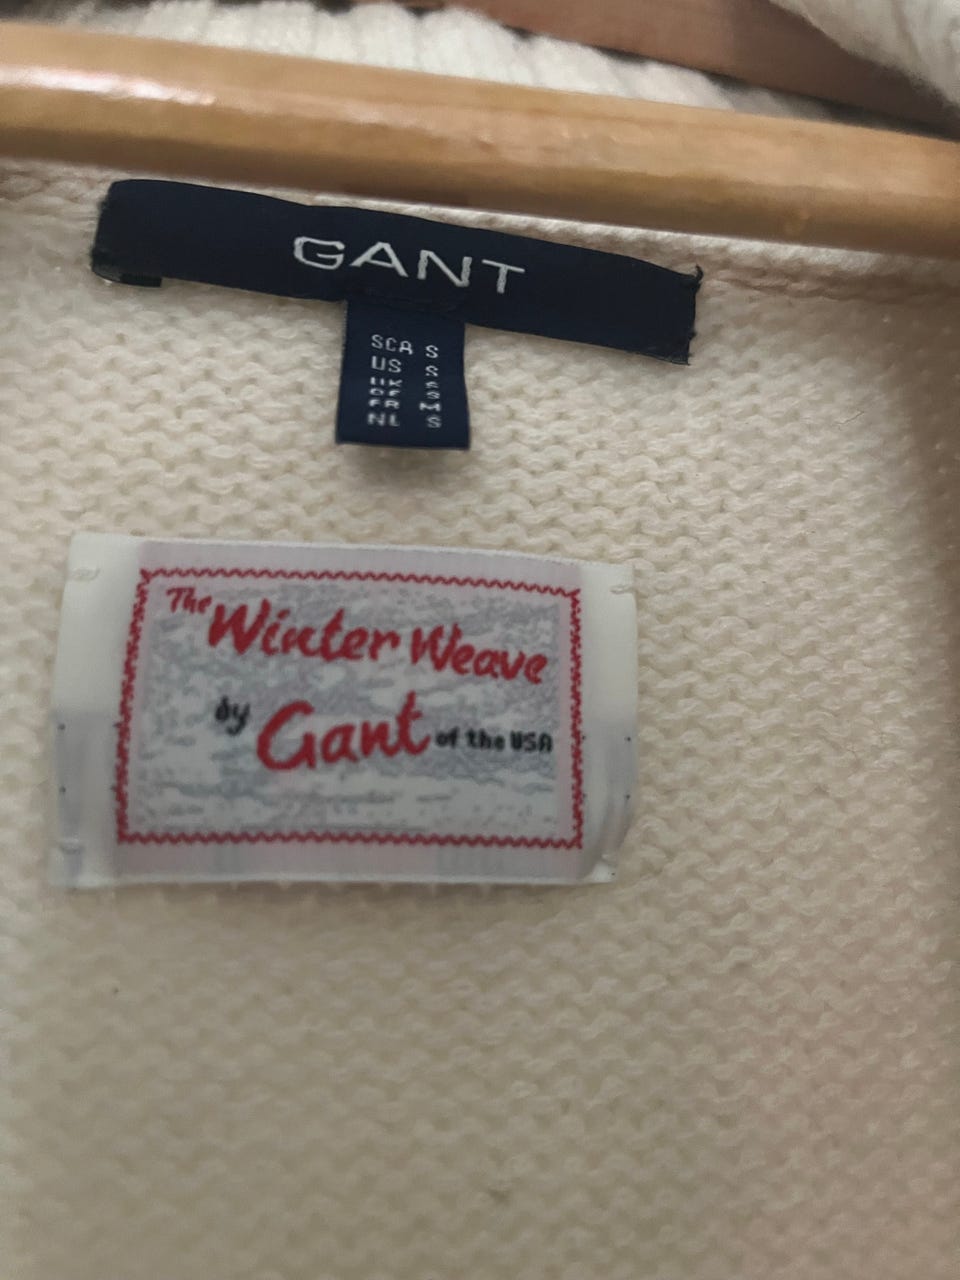 GANT
SCA S
US S
UK S
DE S
FR M
NL S
The Winter Weave
by Gant of the USA